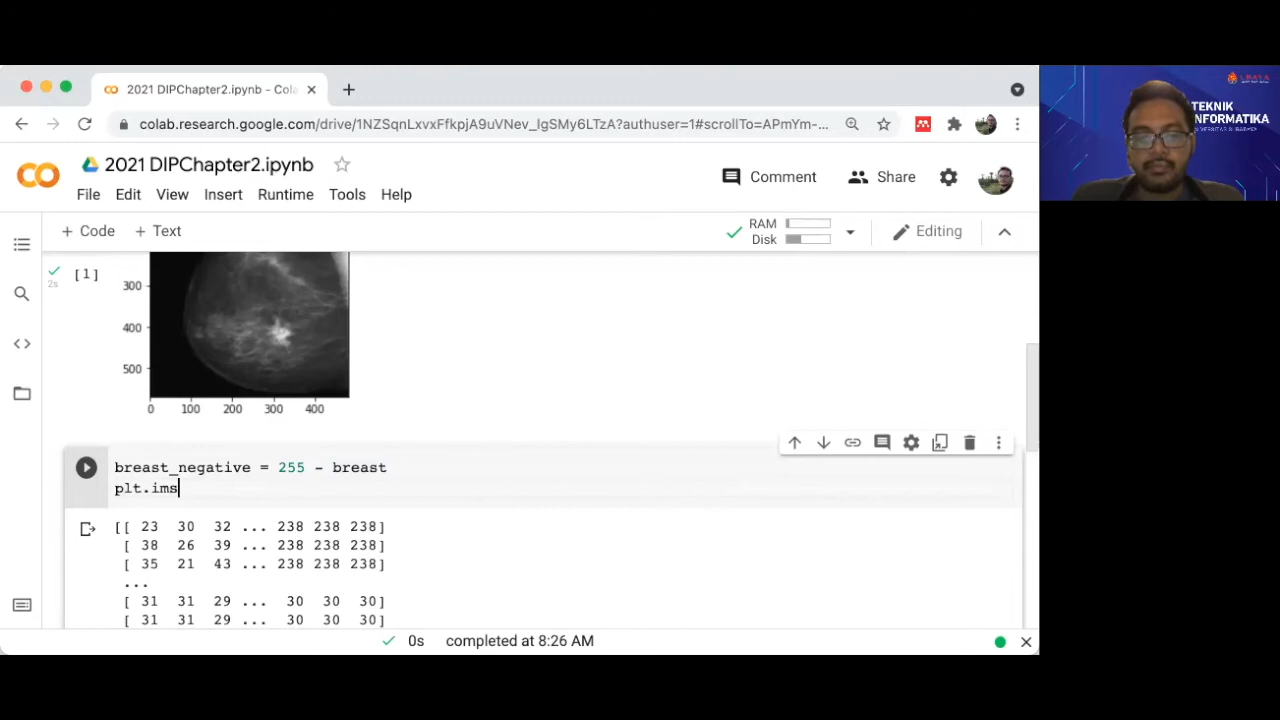 2021 DIPChapter2.ipynb - Cola
colab.research.google.com/drive/1NZSqnLxvxFfkpjA9uVNev_lgSMy6LTzA?authuser=1#scrollTo=APmYm-...
2021 DIPChapter2.ipynb
File Edit View Insert Runtime Tools Help
Comment Share
+ Code + Text
RAM
Disk
Editing
[1]
2s
300
400
500
0 100 200 300 400
breast_negative = 255 - breast
plt.ims
[[ 23 30 32 ... 238 238 238]
[ 38 26 39 ... 238 238 238]
[ 35 21 43 ... 238 238 238]
...
[ 31 31 29 ... 30 30 30]
[ 31 31 29 ... 30 30 30]
0s completed at 8:26 AM
UBAYA
TEKNIK
INFORMATIKA